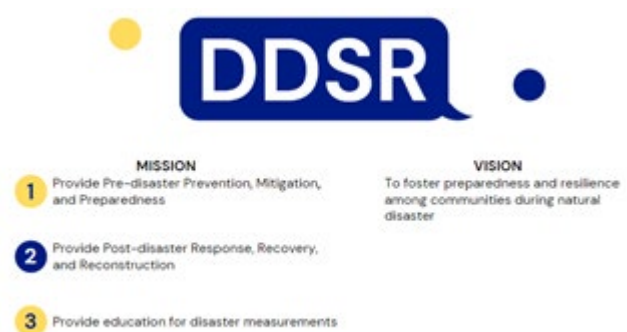 DDSR
MISSION
1
Provide Pre-disaster Prevention, Mitigation,
and Preparedness
2
Provide Post-disaster Response, Recovery,
and Reconstruction
3
Provide education for disaster measurements
VISION
To foster preparedness and resilience
among communities during natural
disaster